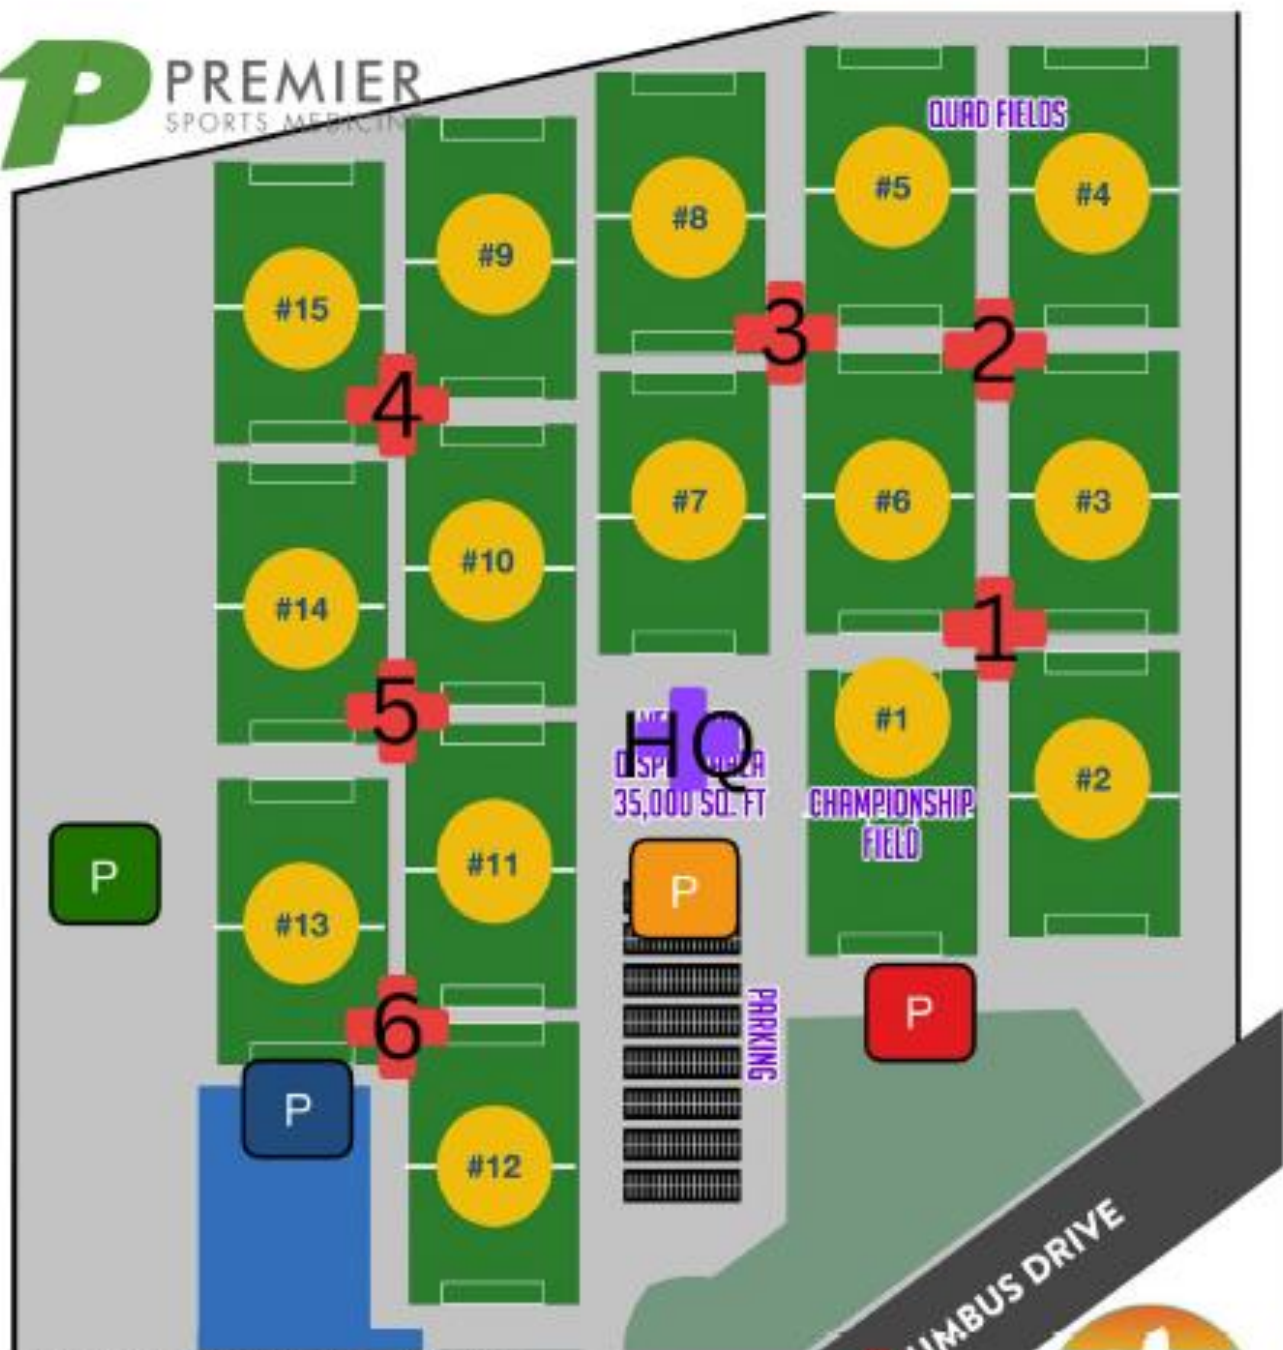 PREMIER
SPORTS MEDICINE
QUAD FIELDS
#5
#4
#8
#9
#15
3
2
4
#7
#6
#3
#10
#14
1
5
#1
HQ
35,000 SQ. FT
#2
CHAMPIONSHIP
FIELD
P
P
#11
#13
P
6
PARKING
P
#12
UMBUS DRIVE